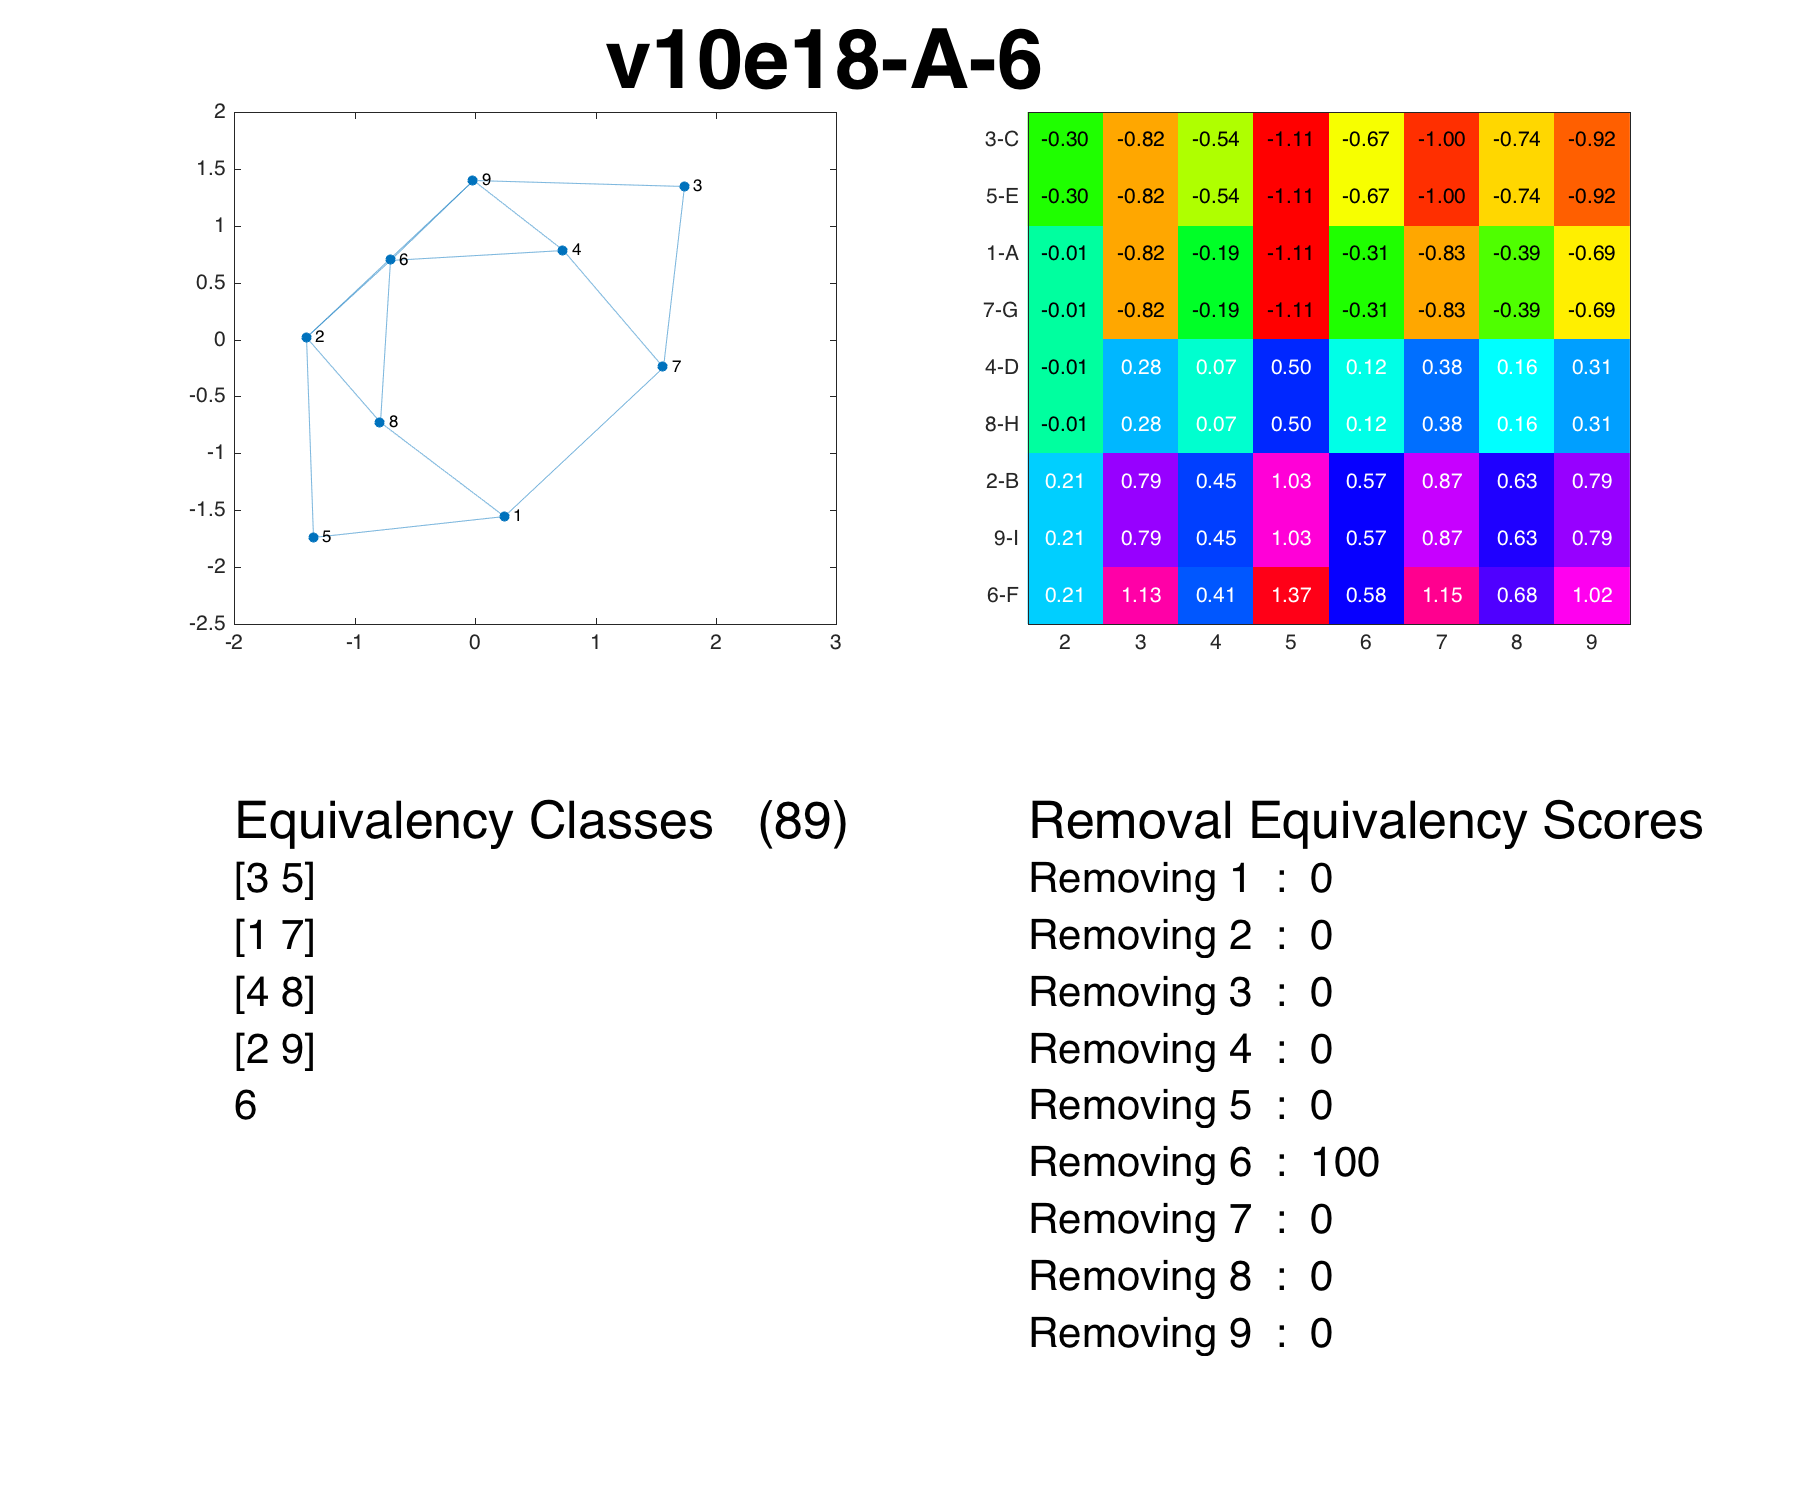 v10e18-A-6
2
1.5
1
0.5
0
-0.5
-1
-1.5
-2
-2.5
-2 -1 0 1 2 3
9
3
4
6
2
7
8
1
5
3-C -0.30 -0.82 -0.54 -1.11 -0.67 -1.00 -0.74 -0.92
5-E -0.30 -0.82 -0.54 -1.11 -0.67 -1.00 -0.74 -0.92
1-A -0.01 -0.82 -0.19 -1.11 -0.31 -0.83 -0.39 -0.69
7-G -0.01 -0.82 -0.19 -1.11 -0.31 -0.83 -0.39 -0.69
4-D -0.01 0.28 0.07 0.50 0.12 0.38 0.16 0.31
8-H -0.01 0.28 0.07 0.50 0.12 0.38 0.16 0.31
2-B 0.21 0.79 0.45 1.03 0.57 0.87 0.63 0.79
9-I 0.21 0.79 0.45 1.03 0.57 0.87 0.63 0.79
6-F 0.21 1.13 0.41 1.37 0.58 1.15 0.68 1.02
2 3 4 5 6 7 8 9
Equivalency Classes (89)
[3 5]
[1 7]
[4 8]
[2 9]
6
Removal Equivalency Scores
Removing 1 : 0
Removing 2 : 0
Removing 3 : 0
Removing 4 : 0
Removing 5 : 0
Removing 6 : 100
Removing 7 : 0
Removing 8 : 0
Removing 9 : 0